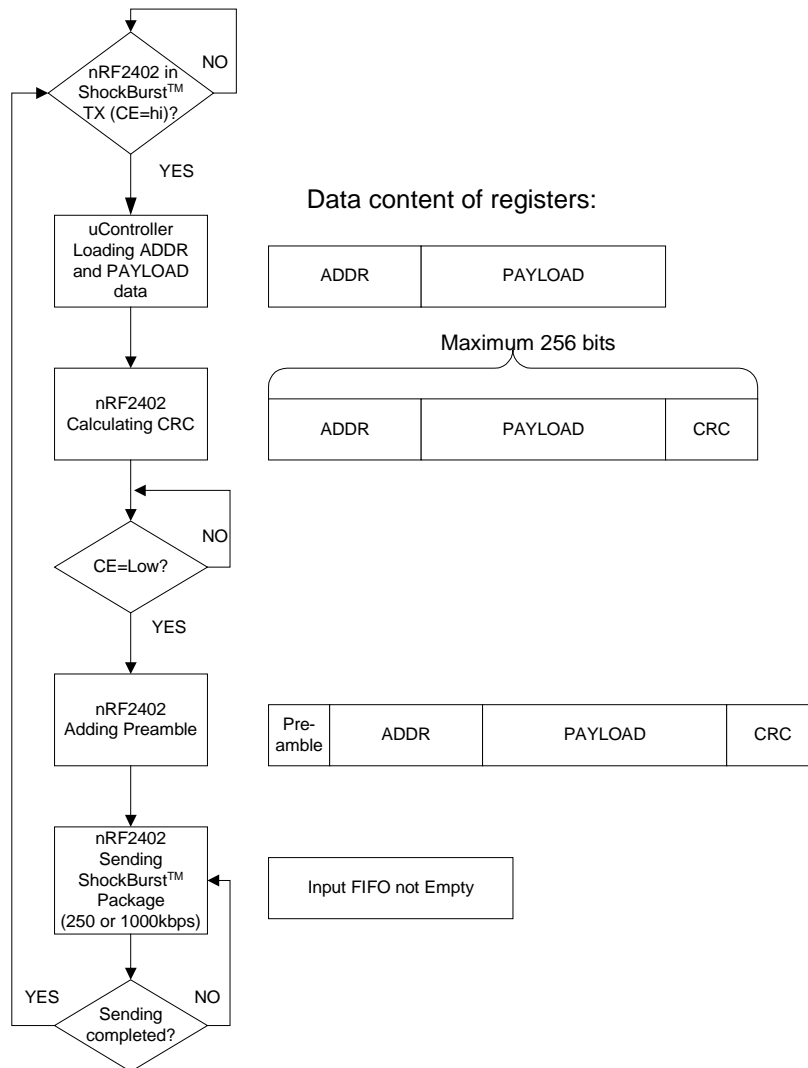 nRF2402 in
ShockBurst™
TX (CE=hi)?
NO
YES
Data content of registers:
uController
Loading ADDR
and PAYLOAD
data
ADDR
PAYLOAD
Maximum 256 bits
nRF2402
Calculating CRC
ADDR
PAYLOAD
CRC
NO
CE=Low?
YES
nRF2402
Adding Preamble
Pre-
amble
ADDR
PAYLOAD
CRC
nRF2402
Sending
ShockBurst™
Package
(250 or 1000kbps)
Input FIFO not Empty
YES
NO
Sending
completed?